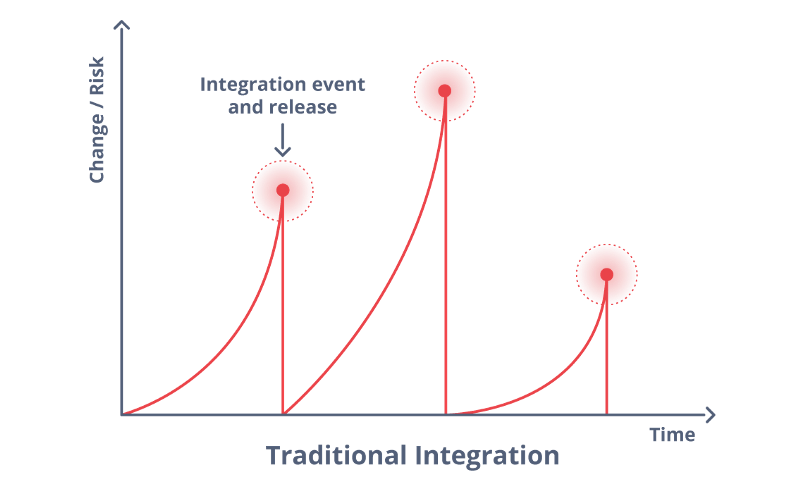 Integration event
and release
Change / Risk
Time
Traditional Integration